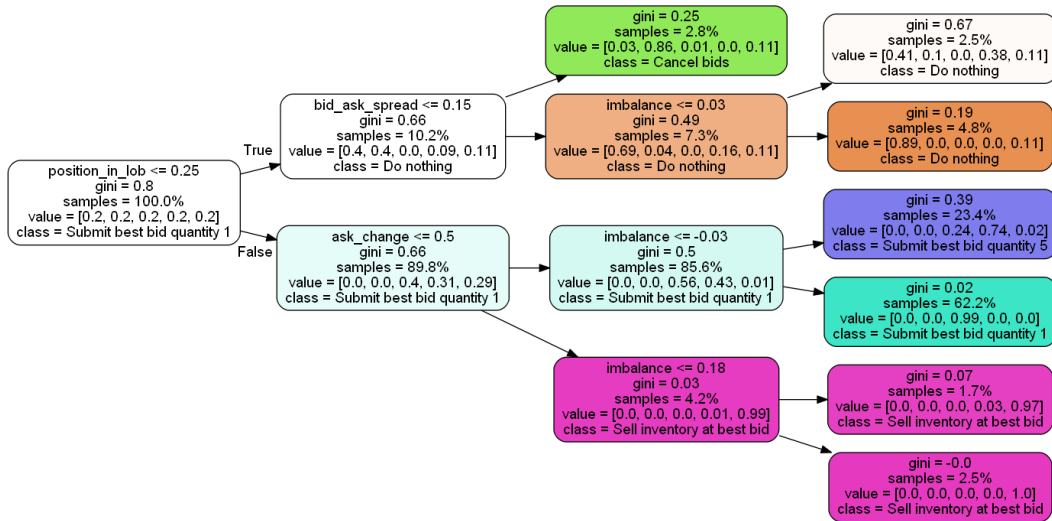 position_in_lob <= 0.25
gini = 0.8
samples = 100.0%
value = [0.2, 0.2, 0.2, 0.2, 0.2]
class = Submit best bid quantity 1
True
False
bid_ask_spread <= 0.15
gini = 0.66
samples = 10.2%
value = [0.4, 0.4, 0.0, 0.09, 0.11]
class = Do nothing
ask_change <= 0.5
gini = 0.66
samples = 89.8%
value = [0.0, 0.0, 0.4, 0.31, 0.29]
class = Submit best bid quantity 1
gini = 0.25
samples = 2.8%
value = [0.03, 0.86, 0.01, 0.0, 0.11]
class = Cancel bids
imbalance <= 0.03
gini = 0.49
samples = 7.3%
value = [0.69, 0.04, 0.0, 0.16, 0.11]
class = Do nothing
imbalance <= -0.03
gini = 0.5
samples = 85.6%
value = [0.0, 0.0, 0.56, 0.43, 0.01]
class = Submit best bid quantity 1
imbalance <= 0.18
gini = 0.03
samples = 4.2%
value = [0.0, 0.0, 0.0, 0.01, 0.99]
class = Sell inventory at best bid
gini = 0.67
samples = 2.5%
value = [0.41, 0.1, 0.0, 0.38, 0.11]
class = Do nothing
gini = 0.19
samples = 4.8%
value = [0.89, 0.0, 0.0, 0.0, 0.11]
class = Do nothing
gini = 0.39
samples = 23.4%
value = [0.0, 0.0, 0.24, 0.74, 0.02]
class = Submit best bid quantity 5
gini = 0.02
samples = 62.2%
value = [0.0, 0.0, 0.99, 0.0, 0.0]
class = Submit best bid quantity 1
gini = 0.07
samples = 1.7%
value = [0.0, 0.0, 0.0, 0.03, 0.97]
class = Sell inventory at best bid
gini = -0.0
samples = 2.5%
value = [0.0, 0.0, 0.0, 0.0, 1.0]
class = Sell inventory at best bid